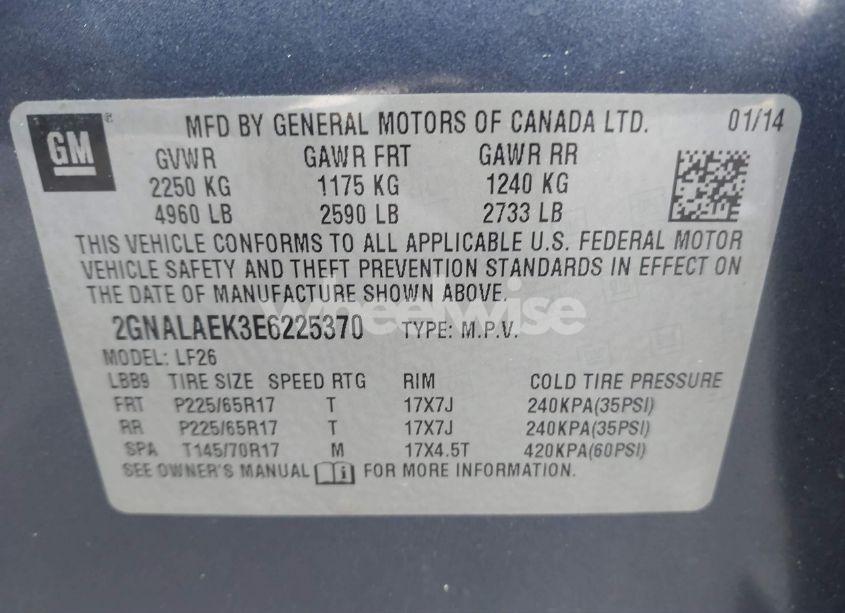 GM ® MFD BY GENERAL MOTORS OF CANADA LTD. 01/14
GVWR GAWR FRT GAWR RR
2250 KG 1175 KG 1240 KG
4960 LB 2590 LB 2733 LB
THIS VEHICLE CONFORMS TO ALL APPLICABLE U.S. FEDERAL MOTOR
VEHICLE SAFETY AND THEFT PREVENTION STANDARDS IN EFFECT ON
THE DATE OF MANUFACTURE SHOWN ABOVE.
wheelwise
2GNALAEK3E6225370 TYPE: M.P.V.
MODEL: LF26
LBB9 TIRE SIZE SPEED RTG RIM COLD TIRE PRESSURE
FRT P225/65R17 T 17X7J 240KPA(35PSI)
RR P225/65R17 T 17X7J 240KPA(35PSI)
SPA T145/70R17 M 17X4.5T 420KPA(60PSI)
SEE OWNER'S MANUAL i FOR MORE INFORMATION.